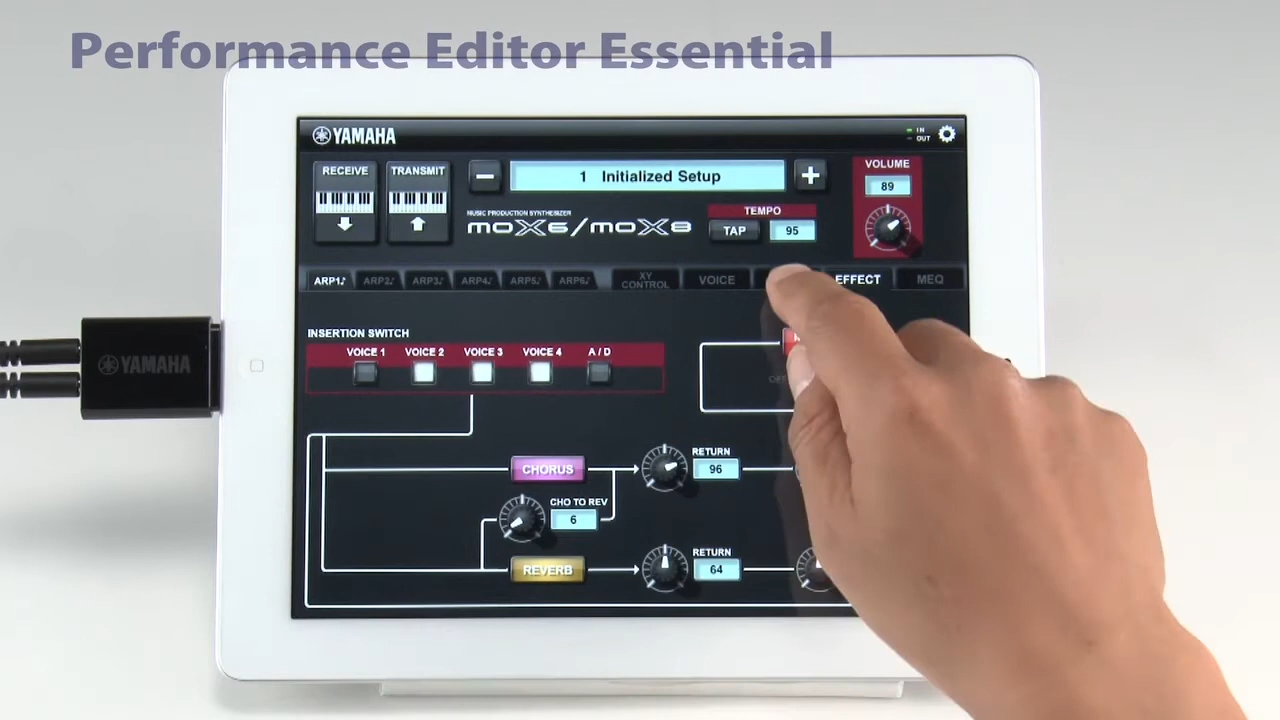 Performance Editor Essential
YAMAHA
IN
OUT
RECEIVE
TRANSMIT
1 Initialized Setup
VOLUME
89
MUSIC PRODUCTION SYNTHESIZER
moX6/moX8
TEMPO
TAP
95
ARP1 ARP2 ARP3 ARP4 ARP5 ARP6 XY CONTROL VOICE EFFECT MEQ
INSERTION SWITCH
VOICE 1 VOICE 2 VOICE 3 VOICE 4 A / D
YAMAHA
CHORUS
RETURN
96
CHO TO REV
6
REVERB
RETURN
64